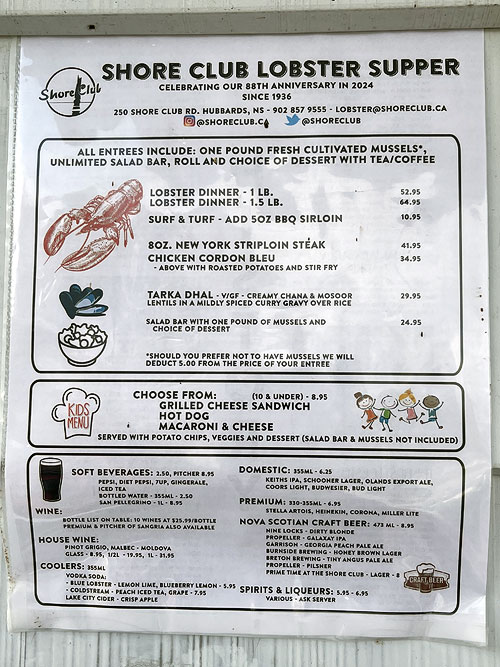 Shore Club
SHORE CLUB LOBSTER SUPPER
CELEBRATING OUR 88TH ANNIVERSARY IN 2024
SINCE 1936
250 SHORE CLUB RD. HUBBARDS, NS - 902 857 9555 - LOBSTER@SHORECLUB.CA
@SHORECLUB.CA @SHORECLUB
ALL ENTREES INCLUDE: ONE POUND FRESH CULTIVATED MUSSELS*,
UNLIMITED SALAD BAR, ROLL AND CHOICE OF DESSERT WITH TEA/COFFEE
LOBSTER DINNER - 1 LB. 52.95
LOBSTER DINNER - 1.5 LB. 64.95
SURF & TURF - ADD 5OZ BBQ SIRLOIN 10.95
8OZ. NEW YORK STRIPLOIN STEAK 41.95
CHICKEN CORDON BLEU 34.95
- ABOVE WITH ROASTED POTATOES AND STIR FRY
TARKA DHAL - V/GF - CREAMY CHANA & MOSOOR 29.95
LENTILS IN A MILDLY SPICED CURRY GRAVY OVER RICE
SALAD BAR WITH ONE POUND OF MUSSELS AND 24.95
CHOICE OF DESSERT
*SHOULD YOU PREFER NOT TO HAVE MUSSELS WE WILL
DEDUCT 5.00 FROM THE PRICE OF YOUR ENTREE
KIDS
MENU
CHOOSE FROM: (10 & UNDER) - 8.95
GRILLED CHEESE SANDWICH
HOT DOG
MACARONI & CHEESE
SERVED WITH POTATO CHIPS, VEGGIES AND DESSERT (SALAD BAR & MUSSELS NOT INCLUDED)
SOFT BEVERAGES: 2.50, PITCHER 8.95
PEPSI, DIET PEPSI, 7UP, GINGERALE,
ICED TEA
BOTTLED WATER - 355ML - 2.50
SAN PELLEGRINO - 1L - 8.95
WINE:
BOTTLE LIST ON TABLE: 10 WINES AT $25.99/BOTTLE
PREMIUM & PITCHER OF SANGRIA ALSO AVAILABLE
HOUSE WINE:
PINOT GRIGIO, MALBEC - MOLDOVA
GLASS - 8.95, 1/2L - 19.95, 1L - 31.95
COOLERS: 355ML
VODKA SODA:
- BLUE LOBSTER - LEMON LIME, BLUEBERRY LEMON - 5.95
- COLDSTREAM - PEACH ICED TEA, GRAPE - 7.95
LAKE CITY CIDER - CRISP APPLE
DOMESTIC: 355ML - 6.25
KEITHS IPA, SCHOONER LAGER, OLANDS EXPORT ALE,
COORS LIGHT, BUDWESIER, BUD LIGHT
PREMIUM: 330-355ML - 6.95
STELLA ARTOIS, HEINEKIN, CORONA, MILLER LITE
NOVA SCOTIAN CRAFT BEER: 473 ML - 8.95
NINE LOCKS - DIRTY BLONDE
PROPELLER - GALAXY IPA
GARRISON - GEORGIA PEACH PALE ALE
BURNSIDE BREWING - HONEY BROWN LAGER
BRETON BREWING - TINY ANGUS PALE ALE
PROPELLER - PILSNER
PRIME TIME AT THE SHORE CLUB - LAGER - 8
CRAFT BEER
SPIRITS & LIQUEURS: 5.95 - 6.95
VARIOUS - ASK SERVER